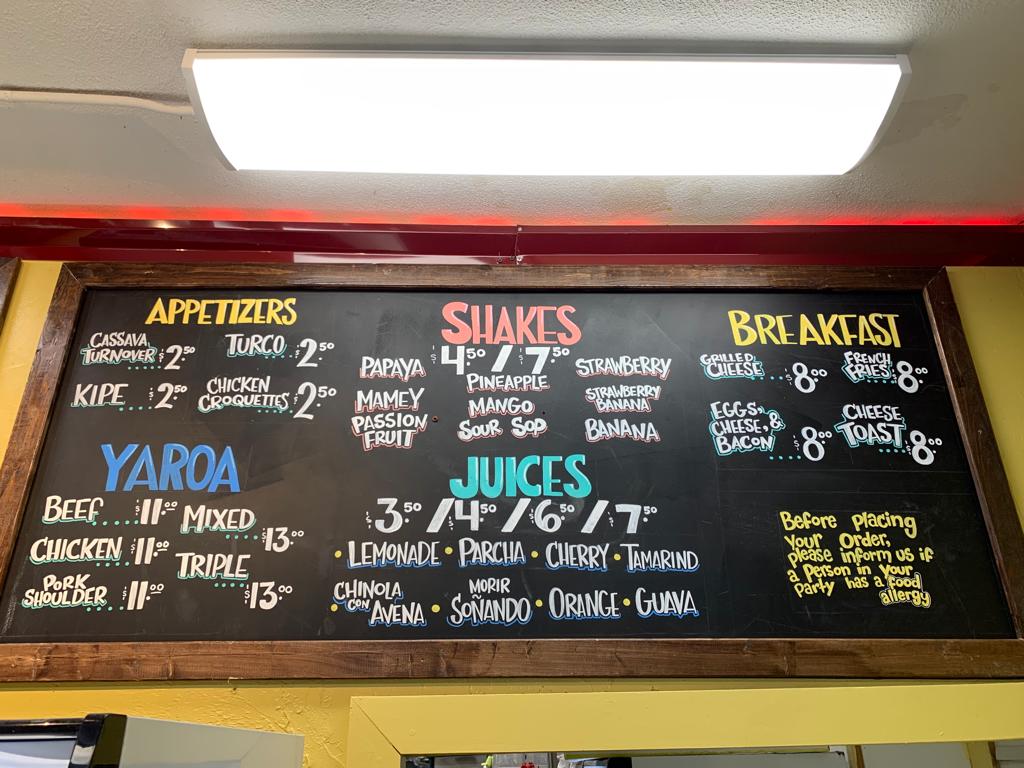 APPETIZERS
CASSAVA
TURNOVER $2.50
TURCO $2.50
KIPE $2.50
CHICKEN
CROQUETTES $2.50
YAROA
BEEF $11.00
CHICKEN $11.00
PORK
SHOULDER $11.00
MIXED
$13.00
TRIPLE
$13.00
SHAKES
$4.50 / $7.50
PAPAYA
MAMEY
PASSION
FRUIT
PINEAPPLE
MANGO
SOUR SOP
STRAWBERRY
STRAWBERRY
BANANA
BANANA
JUICES
$3.50 / $4.50 / $6.50 / $7.50
• LEMONADE • PARCHA • CHERRY • TAMARIND
CHINOLA
CON
AVENA
• MORIR
SOÑANDO • ORANGE • GUAVA
BREAKFAST
GRILLED
CHEESE $8.00
FRENCH
FRIES $8.00
EGGS,
CHEESE, &
BACON $8.00
CHEESE
TOAST $8.00
Before placing
Your Order,
please inform us if
a Person in your
Party has a food
allergy